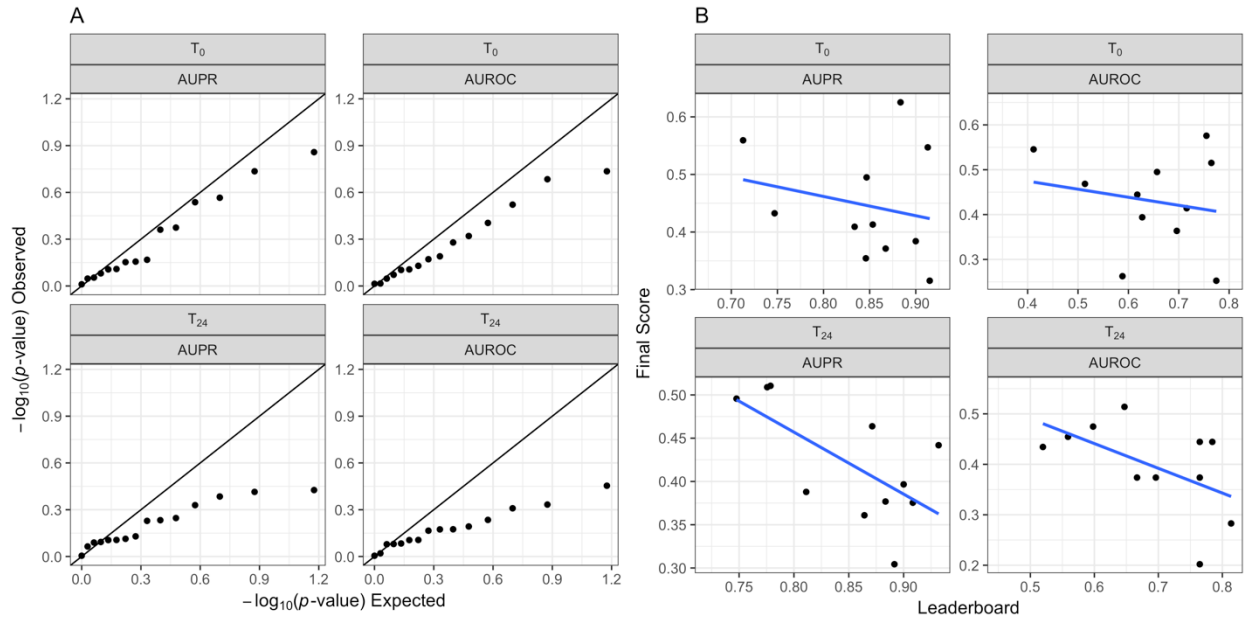 A
T₀
AUPR
1.2
0.9
0.6
0.3
0.0
T₀
AUROC
1.2
0.9
0.6
0.3
0.0
T₂₄
AUPR
1.2
0.9
0.6
0.3
0.0
0.0 0.3 0.6 0.9 1.2
T₂₄
AUROC
1.2
0.9
0.6
0.3
0.0
0.0 0.3 0.6 0.9 1.2
−log₁₀(p-value) Observed
−log₁₀(p-value) Expected
B
T₀
AUPR
0.6
0.5
0.4
0.3
0.70 0.75 0.80 0.85 0.90
T₀
AUROC
0.6
0.5
0.4
0.3
0.4 0.5 0.6 0.7 0.8
T₂₄
AUPR
0.50
0.45
0.40
0.35
0.30
0.75 0.80 0.85 0.90
T₂₄
AUROC
0.5
0.4
0.3
0.2
0.5 0.6 0.7 0.8
Final Score
Leaderboard